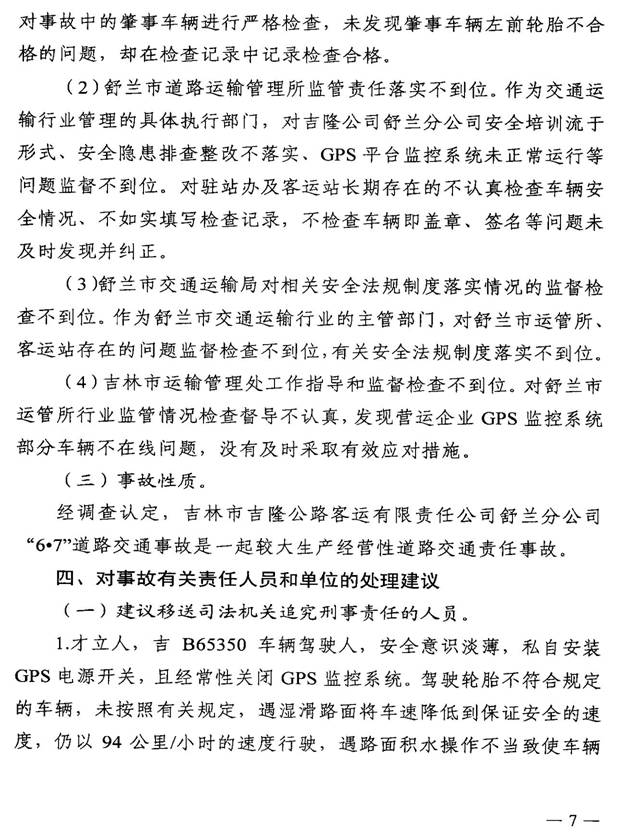 对事故中的肇事车辆进行严格检查，未发现肇事车辆左前轮胎不合
格的问题，却在检查记录中记录检查合格。
（2）舒兰市道路运输管理所监管责任落实不到位。作为交通运
输行业管理的具体执行部门，对吉隆公司舒兰分公司安全培训流于
形式、安全隐患排查整改不落实、GPS 平台监控系统未正常运行等
问题监督不到位。对驻站办及客运站长期存在的不认真检查车辆安
全情况、不如实填写检查记录，不检查车辆即盖章、签名等问题未
及时发现并纠正。
（3)舒兰市交通运输局对相关安全法规制度落实情况的监督检
查不到位。作为舒兰市交通运输行业的主管部门，对舒兰市运管所、
客运站存在的问题监督检查不到位,有关安全法规制度落实不到位。
（4）吉林市运输管理处工作指导和监督检查不到位。对舒兰市
运管所行业监管情况检查督导不认真，发现营运企业 GPS 监控系统
部分车辆不在线问题，没有及时采取有效应对措施。
（三）事故性质。
经调查认定，吉林市吉隆公路客运有限责任公司舒兰分公司
“6•7”道路交通事故是一起较大生产经营性道路交通责任事故。
四、对事故有关责任人员和单位的处理建议
（一）建议移送司法机关追究刑事责任的人员。
1.才立人，吉 B65350 车辆驾驶人，安全意识淡薄，私自安装
GPS 电源开关，且经常性关闭 GPS 监控系统。驾驶轮胎不符合规定
的车辆，未按照有关规定，遇湿滑路面将车速降低到保证安全的速
度，仍以 94 公里/小时的速度行驶，遇路面积水操作不当致使车辆
— 7 —